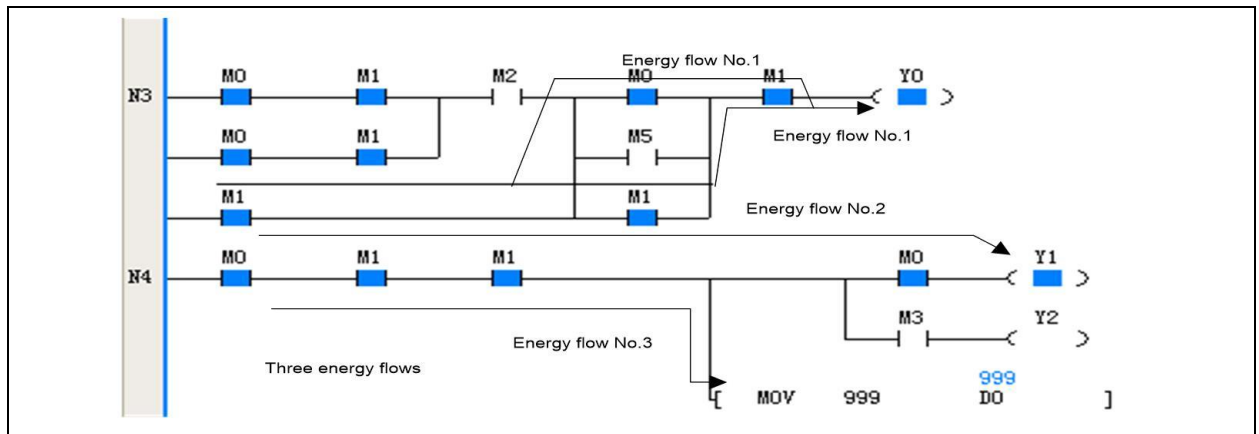 Energy flow No.1
M0 M1 M2 M0 M1 Y0
N3
M0 M1 M5
Energy flow No.1
M1 M1
Energy flow No.2
M0 M1 M1 M0 Y1
N4
M3 Y2
Energy flow No.3
Three energy flows
999
[ MOV 999 D0 ]